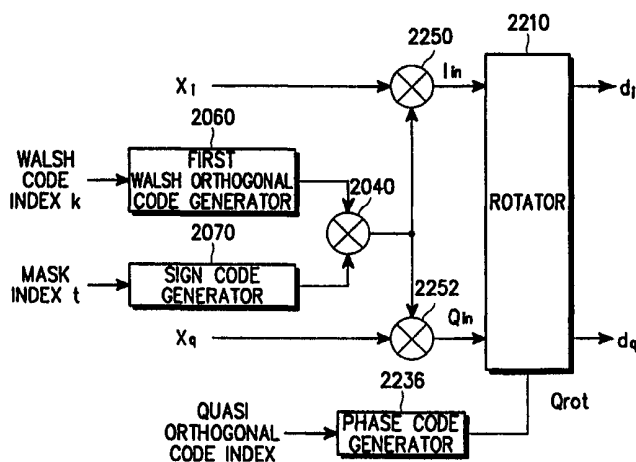 2250
2210
Xi
Iin
di
2060
WALSH
CODE
INDEX k
FIRST
WALSH ORTHOGONAL
CODE GENERATOR
2040
ROTATOR
2070
MASK
INDEX t
SIGN CODE
GENERATOR
2252
Xq
Qin
dq
2236
Qrot
QUASI
ORTHOGONAL
CODE INDEX
PHASE CODE
GENERATOR